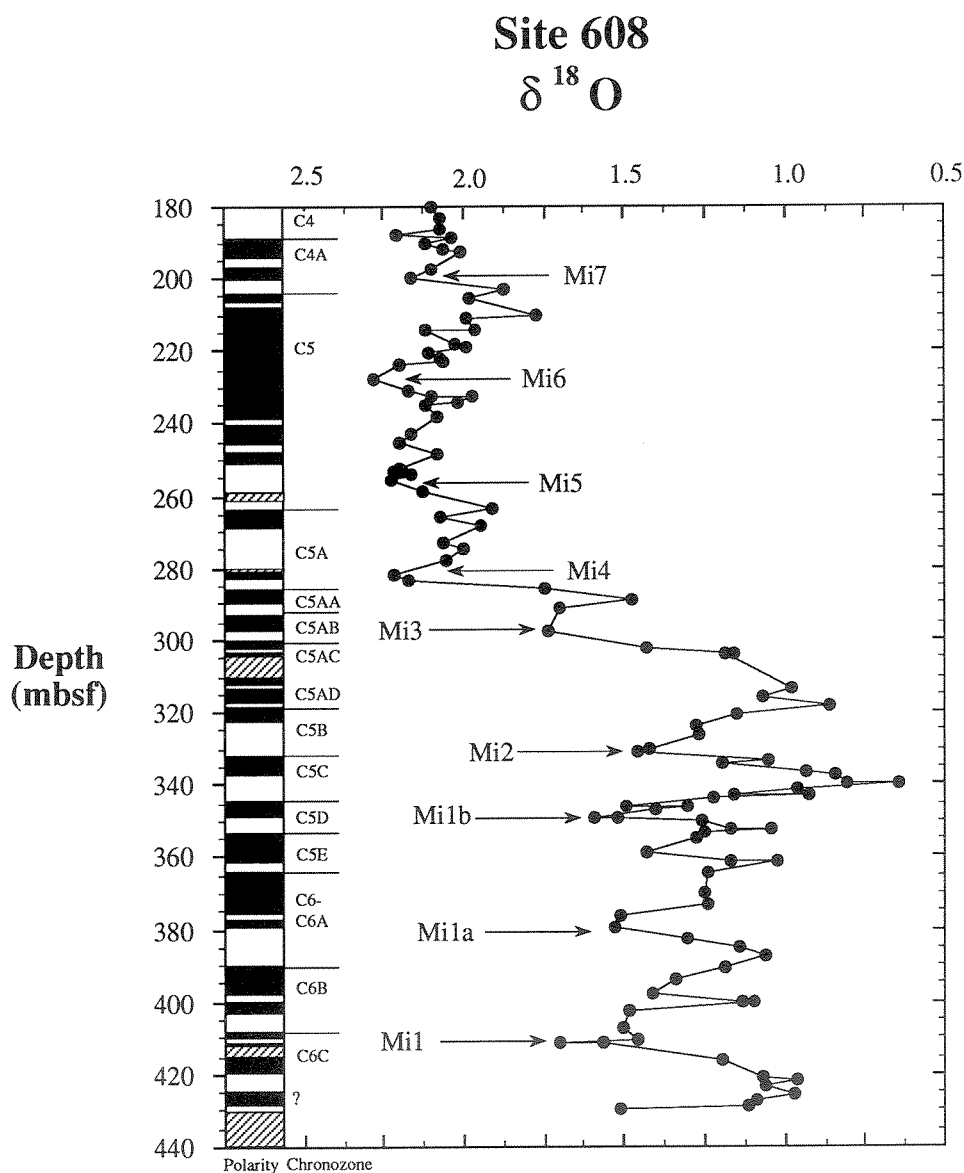 Site 608
δ 18 O
2.5 2.0 1.5 1.0 0.5
180
C4
C4A
200
Mi7
C5
220
Mi6
240
Mi5
260
C5A
280
Mi4
C5AA
C5AB
Mi3
300
C5AC
Depth
(mbsf)
C5AD
320
C5B
Mi2
C5C
340
C5D
Mi1b
C5E
360
C6-
C6A
380
Mi1a
C6B
400
Mi1
C6C
420
?
440
Polarity Chronozone